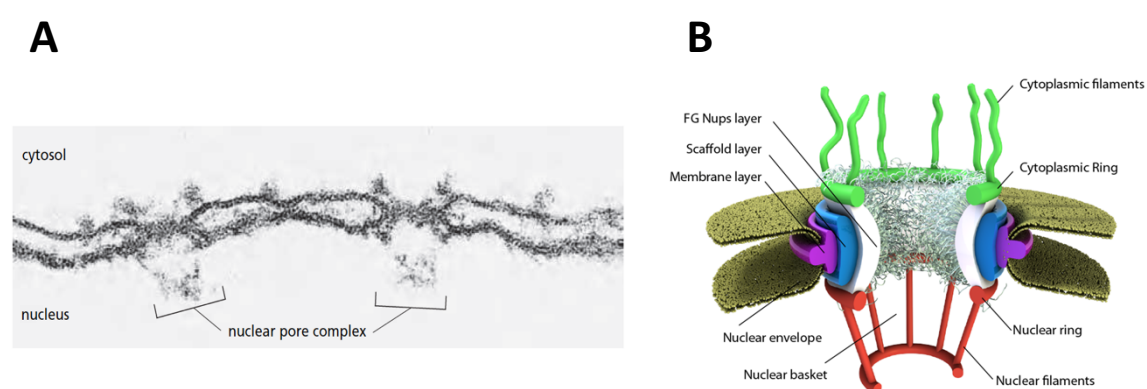 A
cytosol
nucleus
nuclear pore complex
B
Cytoplasmic filaments
FG Nups layer
Scaffold layer
Membrane layer
Cytoplasmic Ring
Nuclear envelope
Nuclear ring
Nuclear basket
Nuclear filaments